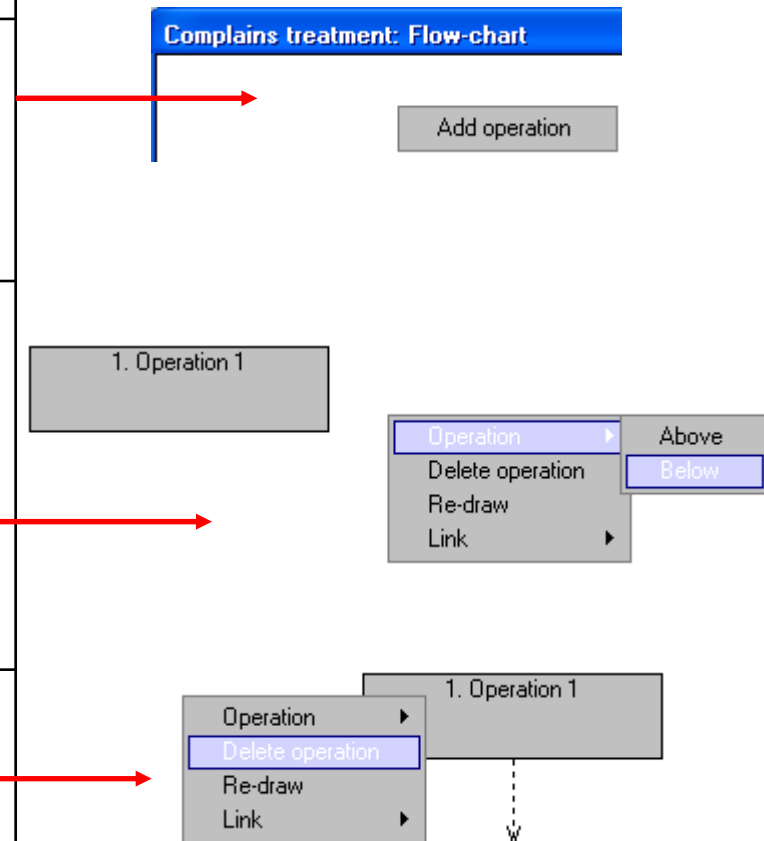 Complains treatment: Flow-chart
Add operation
1. Operation 1
Operation
Above
Delete operation
Below
Re-draw
Link
1. Operation 1
Operation
Delete operation
Re-draw
Link